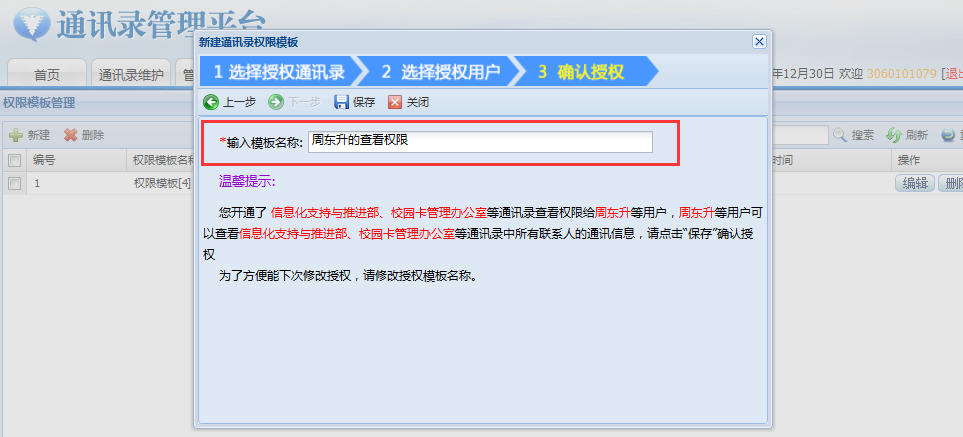 通讯录管理平台
新建通讯录权限模板
1 选择授权通讯录 2 选择授权用户 3 确认授权
首页 通讯录维护
年12月30日 欢迎 3060101079
上一步 下一步 保存 关闭
权限模板管理
新建 删除
搜索 刷新
*输入模板名称: 周东升的查看权限
编号 权限模板名称
时间 操作
1 权限模板[4]
编辑 删除
温馨提示:
您开通了 信息化支持与推进部、校园卡管理办公室等通讯录查看权限给周东升等用户，周东升等用户可
以查看信息化支持与推进部、校园卡管理办公室等通讯录中所有联系人的通讯信息，请点击“保存”确认授
权
为了方便能下次修改授权，请修改授权模板名称。